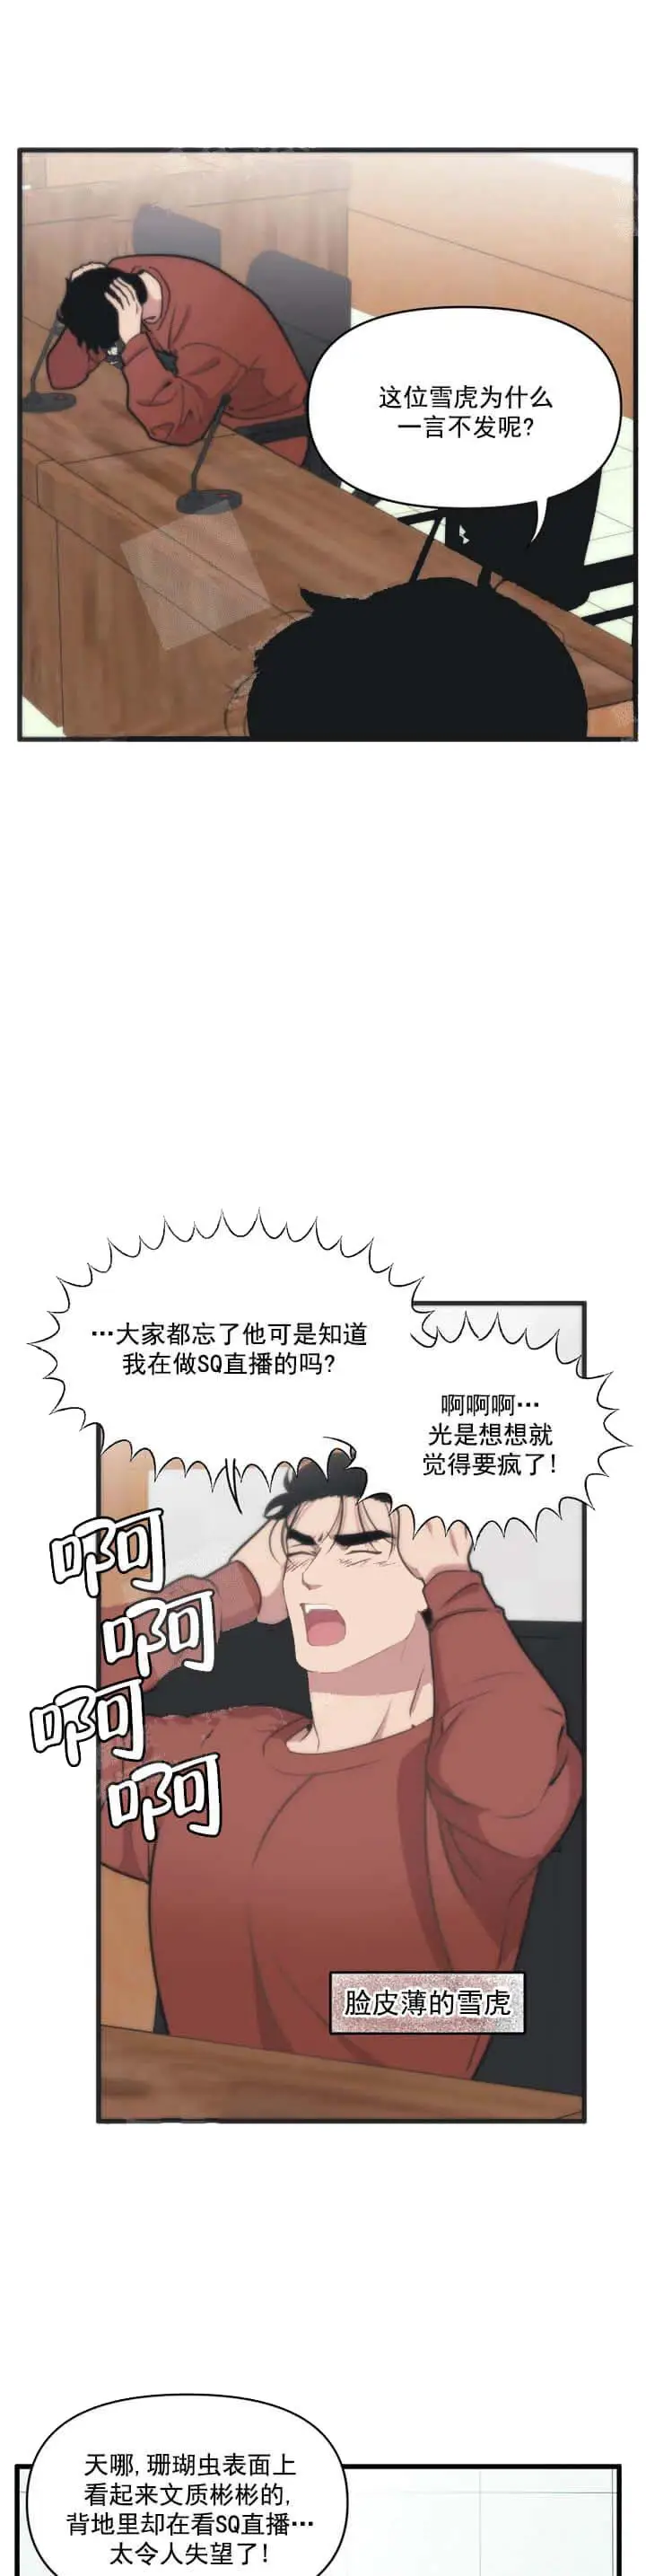 这位雪虎为什么
一言不发呢?
…大家都忘了他可是知道
我在做SQ直播的吗?
啊啊啊…
光是想想就
觉得要疯了!
啊
啊
啊
啊
脸皮薄的雪虎
天哪,珊瑚虫表面上
看起来文质彬彬的,
背地里却在看SQ直播…
太令人失望了!